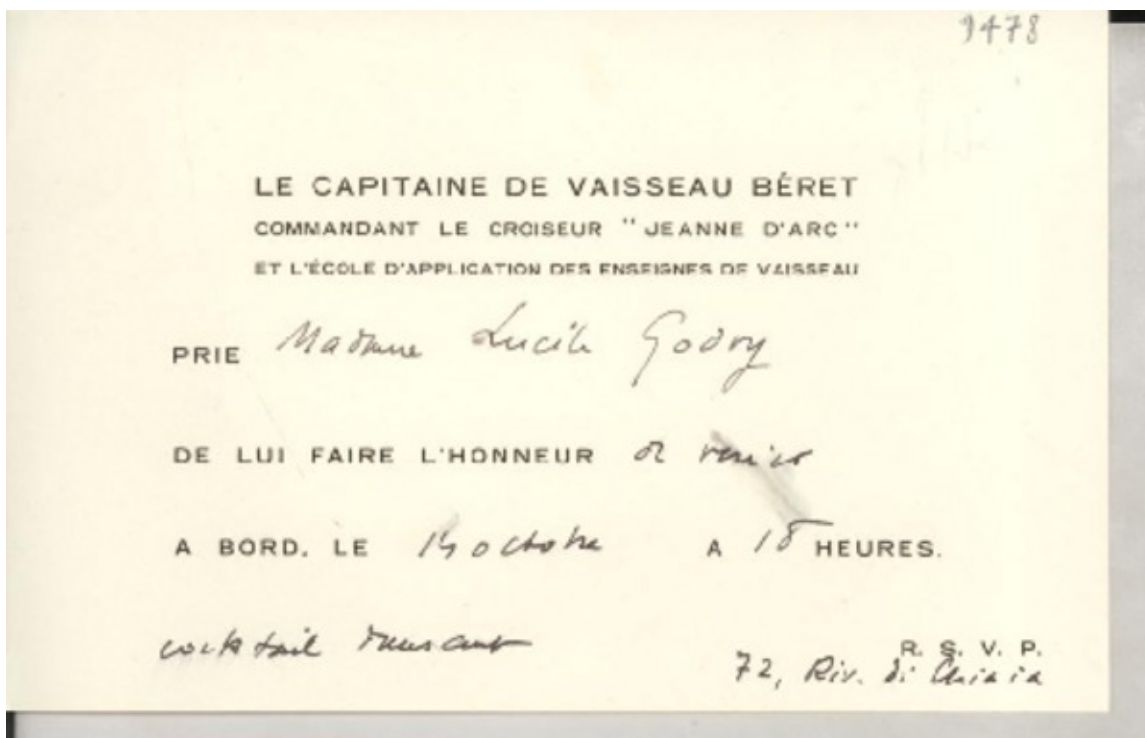 9478
LE CAPITAINE DE VAISSEAU BÉRET
COMMANDANT LE CROISEUR "JEANNE D'ARC"
ET L'ÉCOLE D'APPLICATION DES ENSEIGNES DE VAISSEAU
PRIE Madame Lucile Godoy
DE LUI FAIRE L'HONNEUR de venir
A BORD, LE octobre A 18 HEURES.
cocktail dansant
R. S. V. P.
72, Riv. di Chiaia